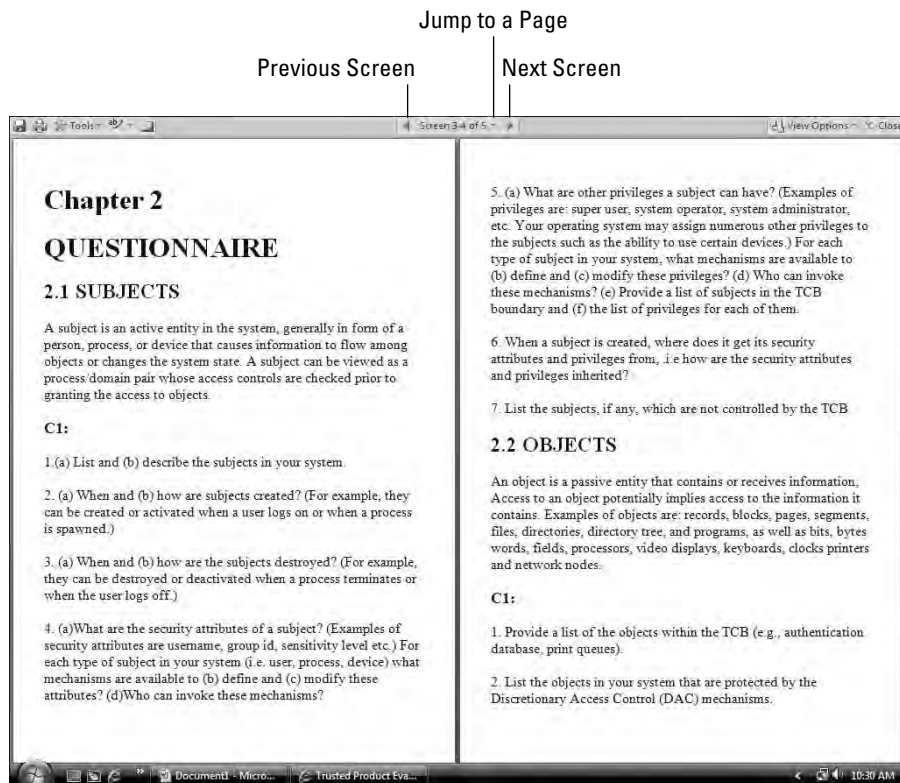 Jump to a Page
Previous Screen
Next Screen
Tools
Screen 3-4 of 5
View Options
Close
Chapter 2
QUESTIONNAIRE
2.1 SUBJECTS
A subject is an active entity in the system, generally in form of a
person, process, or device that causes information to flow among
objects or changes the system state. A subject can be viewed as a
process/domain pair whose access controls are checked prior to
granting the access to objects.
C1:
1.(a) List and (b) describe the subjects in your system.
2. (a) When and (b) how are subjects created? (For example, they
can be created or activated when a user logs on or when a process
is spawned.)
3. (a) When and (b) how are the subjects destroyed? (For example,
they can be destroyed or deactivated when a process terminates or
when the user logs off.)
4. (a)What are the security attributes of a subject? (Examples of
security attributes are username, group id, sensitivity level etc.) For
each type of subject in your system (i.e. user, process, device) what
mechanisms are available to (b) define and (c) modify these
attributes? (d)Who can invoke these mechanisms?
5. (a) What are other privileges a subject can have? (Examples of
privileges are: super user, system operator, system administrator,
etc. Your operating system may assign numerous other privileges to
the subjects such as the ability to use certain devices.) For each
type of subject in your system, what mechanisms are available to
(b) define and (c) modify these privileges? (d) Who can invoke
these mechanisms? (e) Provide a list of subjects in the TCB
boundary and (f) the list of privileges for each of them.
6. When a subject is created, where does it get its security
attributes and privileges from, .i.e how are the security attributes
and privileges inherited?
7. List the subjects, if any, which are not controlled by the TCB
2.2 OBJECTS
An object is a passive entity that contains or receives information,
Access to an object potentially implies access to the information it
contains. Examples of objects are: records, blocks, pages, segments,
files, directories, directory tree, and programs, as well as bits, bytes
words, fields, processors, video displays, keyboards, clocks printers
and network nodes.
C1:
1. Provide a list of the objects within the TCB (e.g., authentication
database, print queues).
2. List the objects in your system that are protected by the
Discretionary Access Control (DAC) mechanisms.
Document1 - Micro...
Trusted Product Eva...
10:30 AM